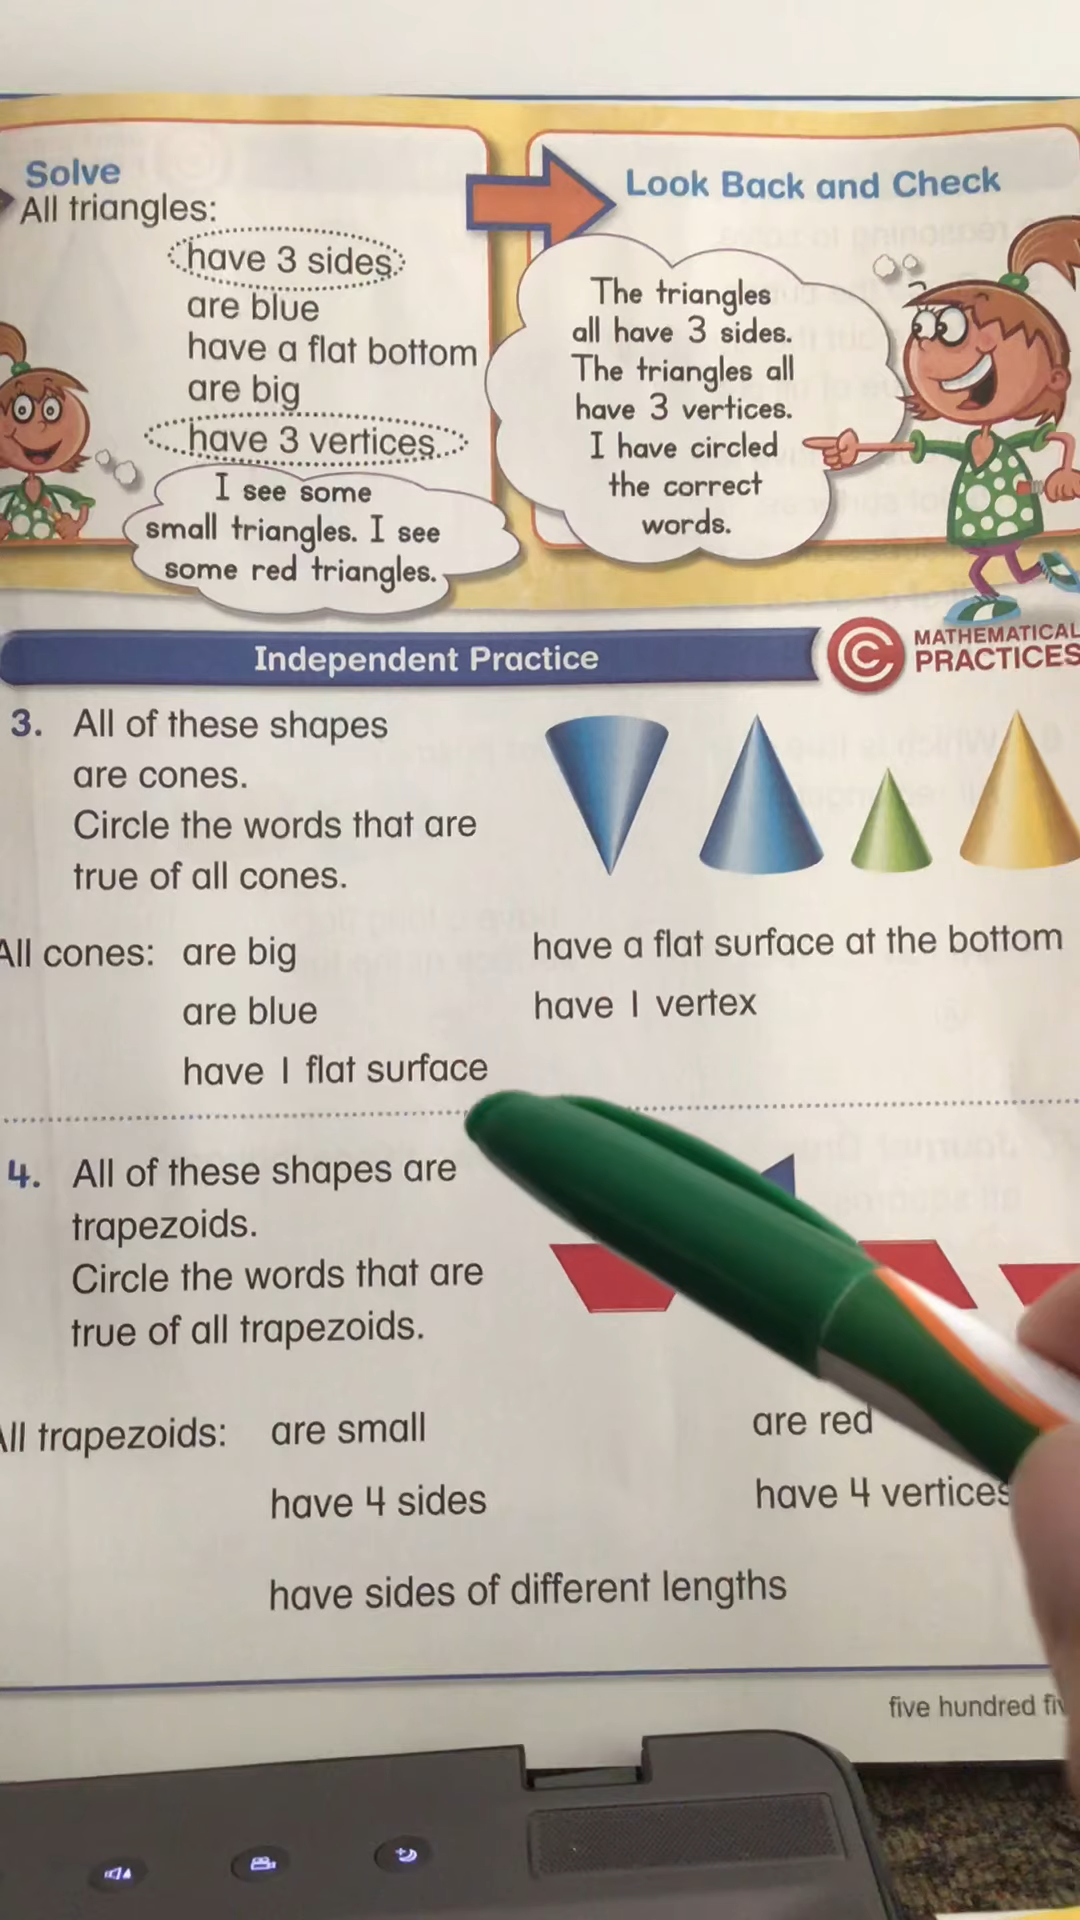 Solve
All triangles:
have 3 sides
are blue
have a flat bottom
are big
have 3 vertices
I see some
small triangles. I see
some red triangles.
Look Back and Check
The triangles
all have 3 sides.
The triangles all
have 3 vertices.
I have circled
the correct
words.
Independent Practice
MATHEMATICAL
PRACTICES
3. All of these shapes
are cones.
Circle the words that are
true of all cones.
All cones: are big
are blue
have 1 flat surface
have a flat surface at the bottom
have 1 vertex
4. All of these shapes are
trapezoids.
Circle the words that are
true of all trapezoids.
All trapezoids: are small
have 4 sides
have sides of different lengths
are red
have 4 vertices
five hundred